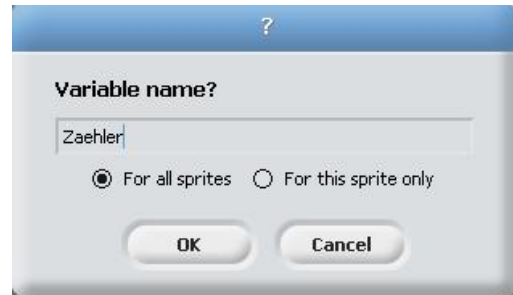 ?
Variable name?
Zaehler
For all sprites For this sprite only
OK Cancel